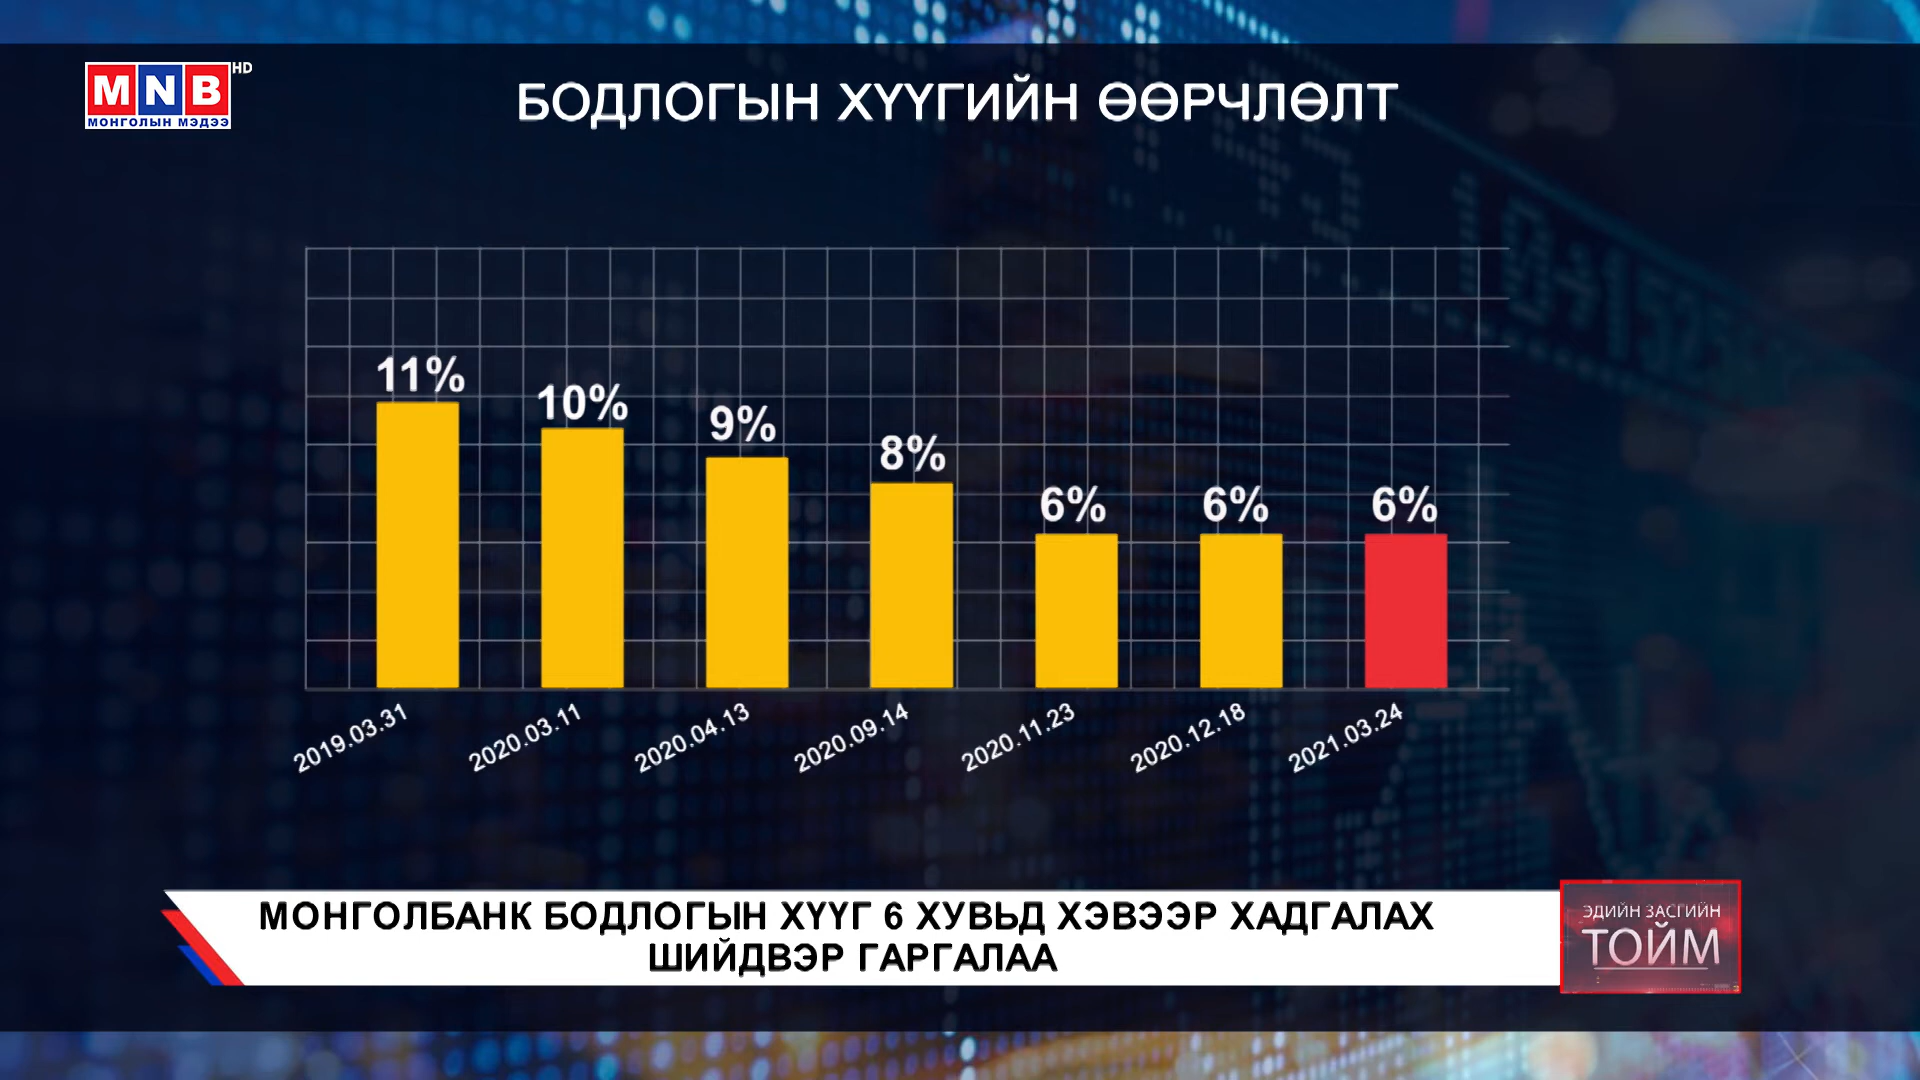 MNB HD
МОНГОЛЫН МЭДЭЭ
БОДЛОГЫН ХҮҮГИЙН ӨӨРЧЛӨЛТ
11%
10%
9%
8%
6%
6%
6%
2019.03.31
2020.03.11
2020.04.13
2020.09.14
2020.11.23
2020.12.18
2021.03.24
МОНГОЛБАНК БОДЛОГЫН ХҮҮГ 6 ХУВЬД ХЭВЭЭР ХАДГАЛАХ
ШИЙДВЭР ГАРГАЛАА
ЭДИЙН ЗАСГИЙН
ТОЙМ